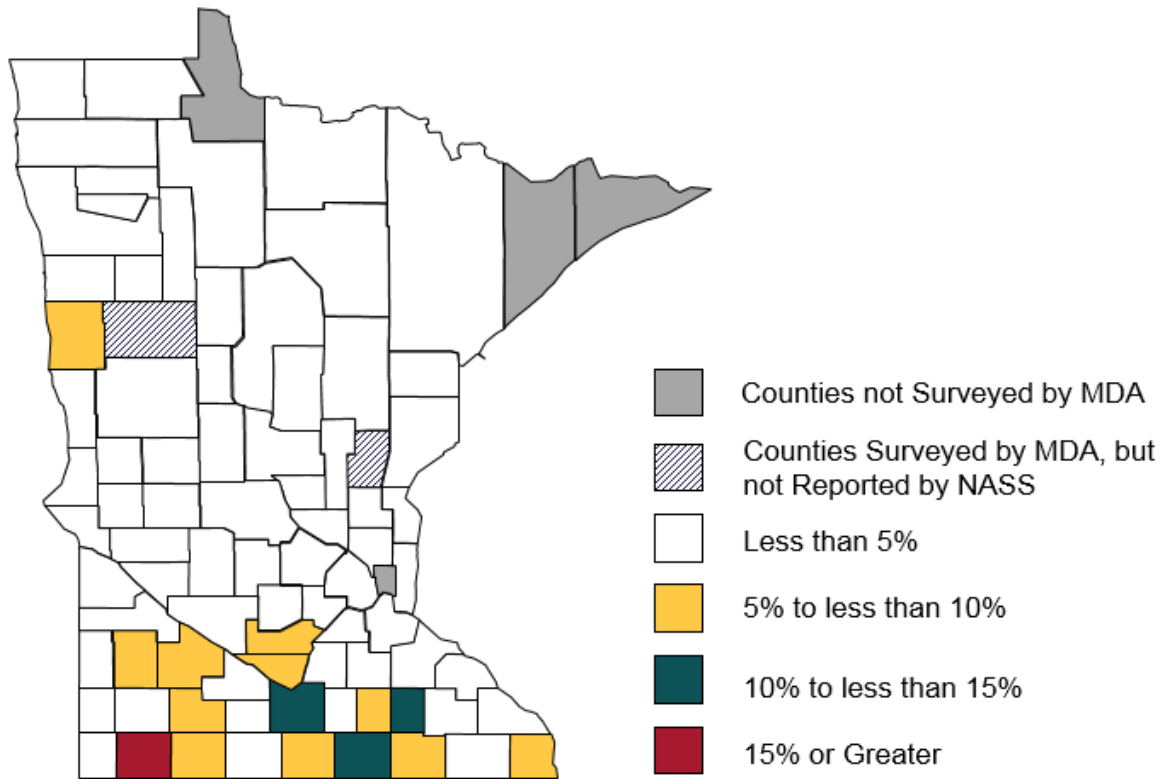 Counties not Surveyed by MDA
Counties Surveyed by MDA, but
not Reported by NASS
Less than 5%
5% to less than 10%
10% to less than 15%
15% or Greater